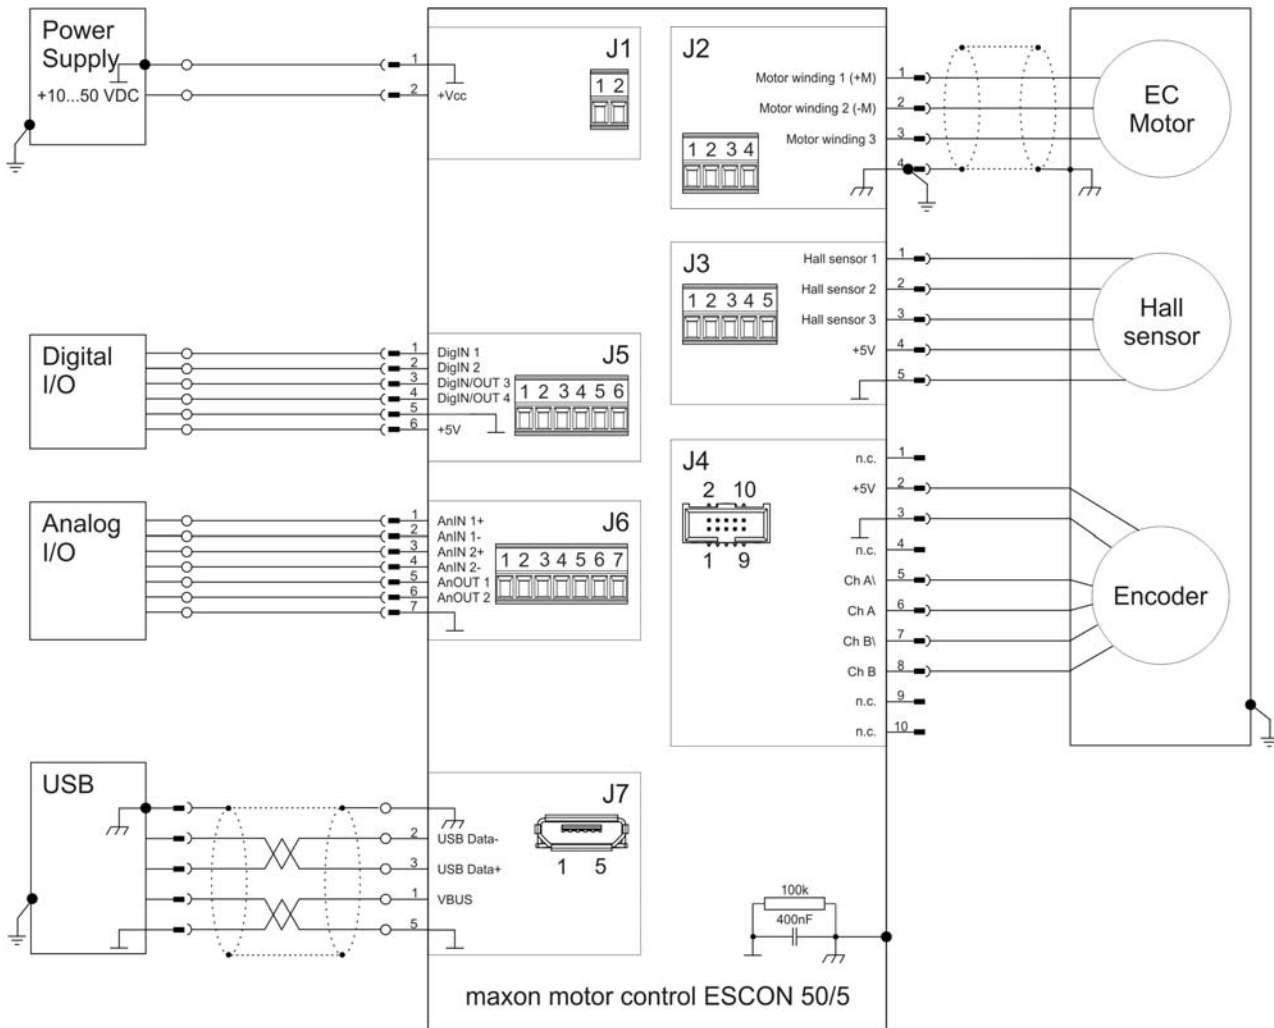 Power
Supply
+10...50 VDC
1
2
+Vcc
J1
1 2
J2
Motor winding 1 (+M)
1
Motor winding 2 (-M)
2
Motor winding 3
3
4
1 2 3 4
EC
Motor
J3
Hall sensor 1
1
Hall sensor 2
2
Hall sensor 3
3
+5V
4
5
1 2 3 4 5
Hall
sensor
Digital
I/O
1
DigIN 1
2
DigIN 2
3
DigIN/OUT 3
4
DigIN/OUT 4
5
6
+5V
J5
1 2 3 4 5 6
J4
2 10
1 9
n.c.
1
+5V
2
3
n.c.
4
Ch A\
5
Ch A
6
Ch B\
7
Ch B
8
n.c.
9
n.c.
10
Encoder
Analog
I/O
1
AnIN 1+
2
AnIN 1-
3
AnIN 2+
4
AnIN 2-
5
AnOUT 1
6
AnOUT 2
7
J6
1 2 3 4 5 6 7
USB
2
USB Data-
3
USB Data+
1
VBUS
5
J7
1 5
100k
400nF
maxon motor control ESCON 50/5